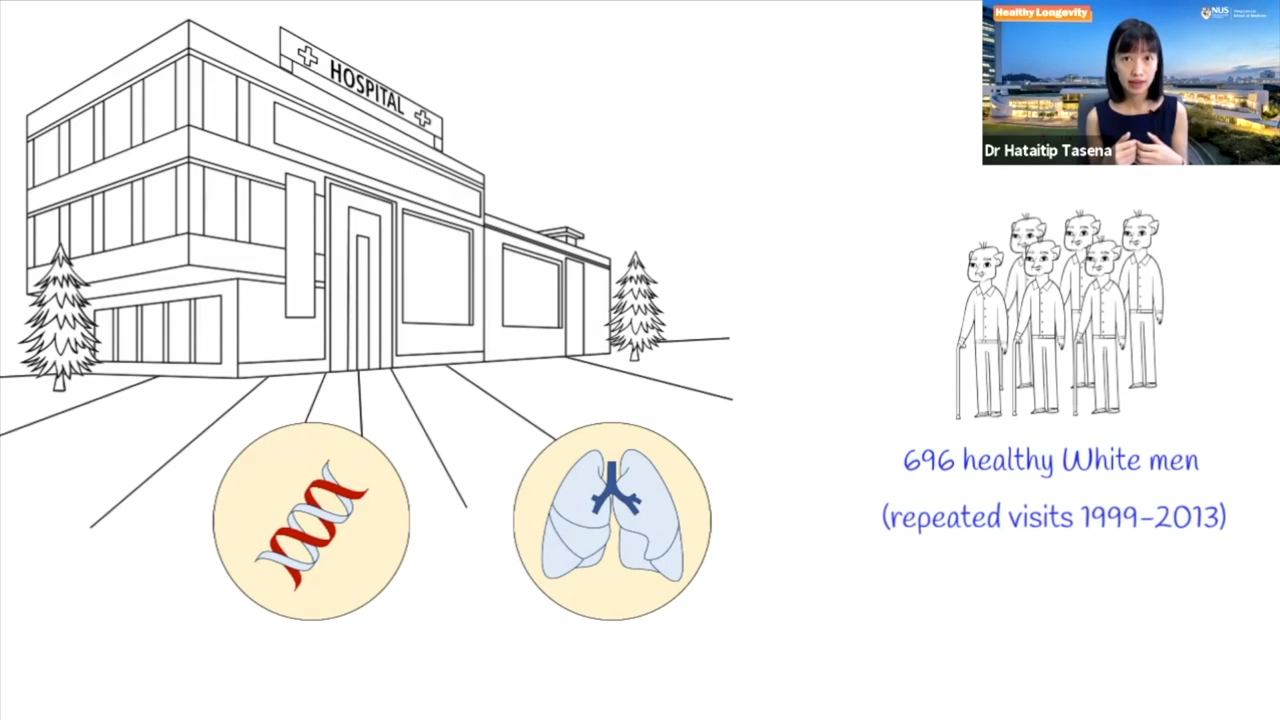 HOSPITAL
Healthy Longevity
NUS
Dr Hataitip Tasena
696 healthy White men
(repeated visits 1999-2013)